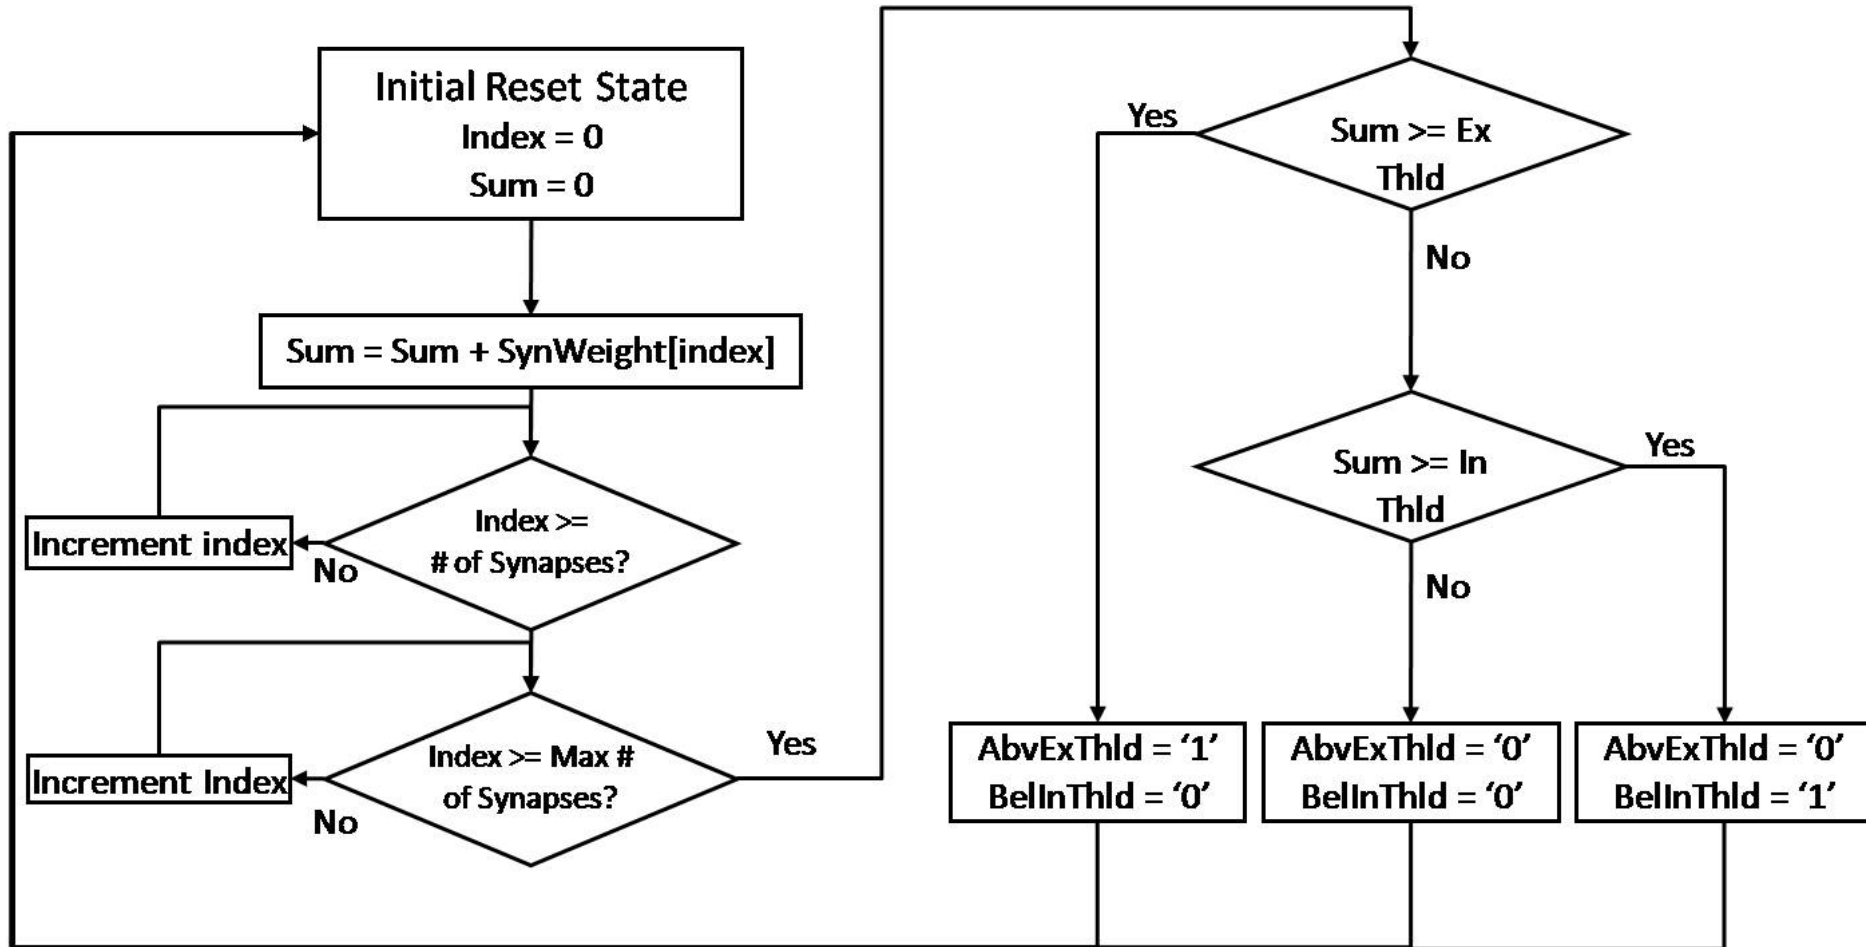 Initial Reset State
Index = 0
Sum = 0
Sum = Sum + SynWeight[index]
Index >=
# of Synapses?
No
Increment index
Index >= Max #
of Synapses?
No
Increment Index
Yes
Sum >= Ex
Thld
Yes
No
Sum >= In
Thld
Yes
No
AbvExThld = ‘1’
BelInThld = ‘0’
AbvExThld = ‘0’
BelInThld = ‘0’
AbvExThld = ‘0’
BelInThld = ‘1’